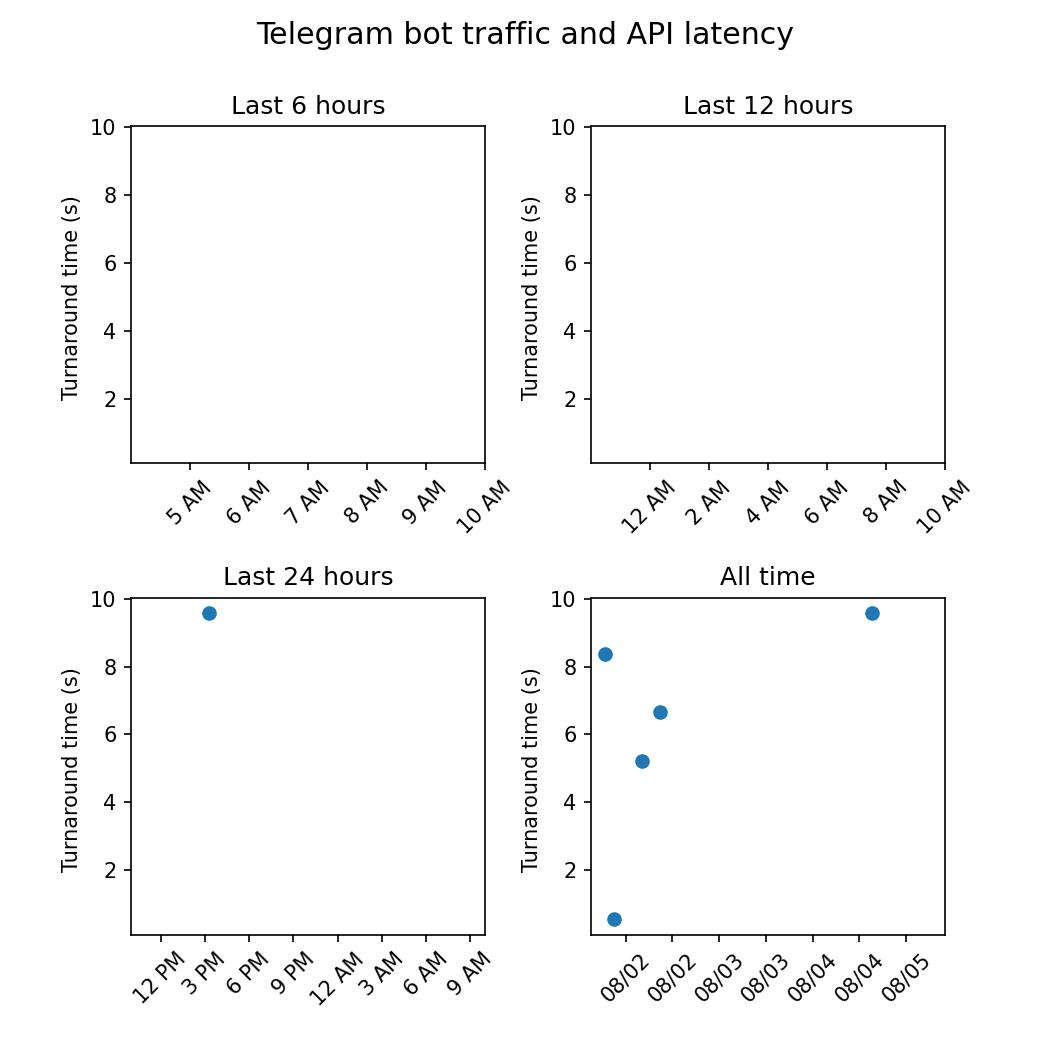 Telegram bot traffic and API latency
Last 6 hours
10
8
6
4
2
Turnaround time (s)
5 AM
6 AM
7 AM
8 AM
9 AM
10 AM
Last 12 hours
10
8
6
4
2
Turnaround time (s)
12 AM
2 AM
4 AM
6 AM
8 AM
10 AM
Last 24 hours
10
8
6
4
2
Turnaround time (s)
12 PM
3 PM
6 PM
9 PM
12 AM
3 AM
6 AM
9 AM
All time
10
8
6
4
2
Turnaround time (s)
08/02
08/02
08/03
08/03
08/04
08/04
08/05